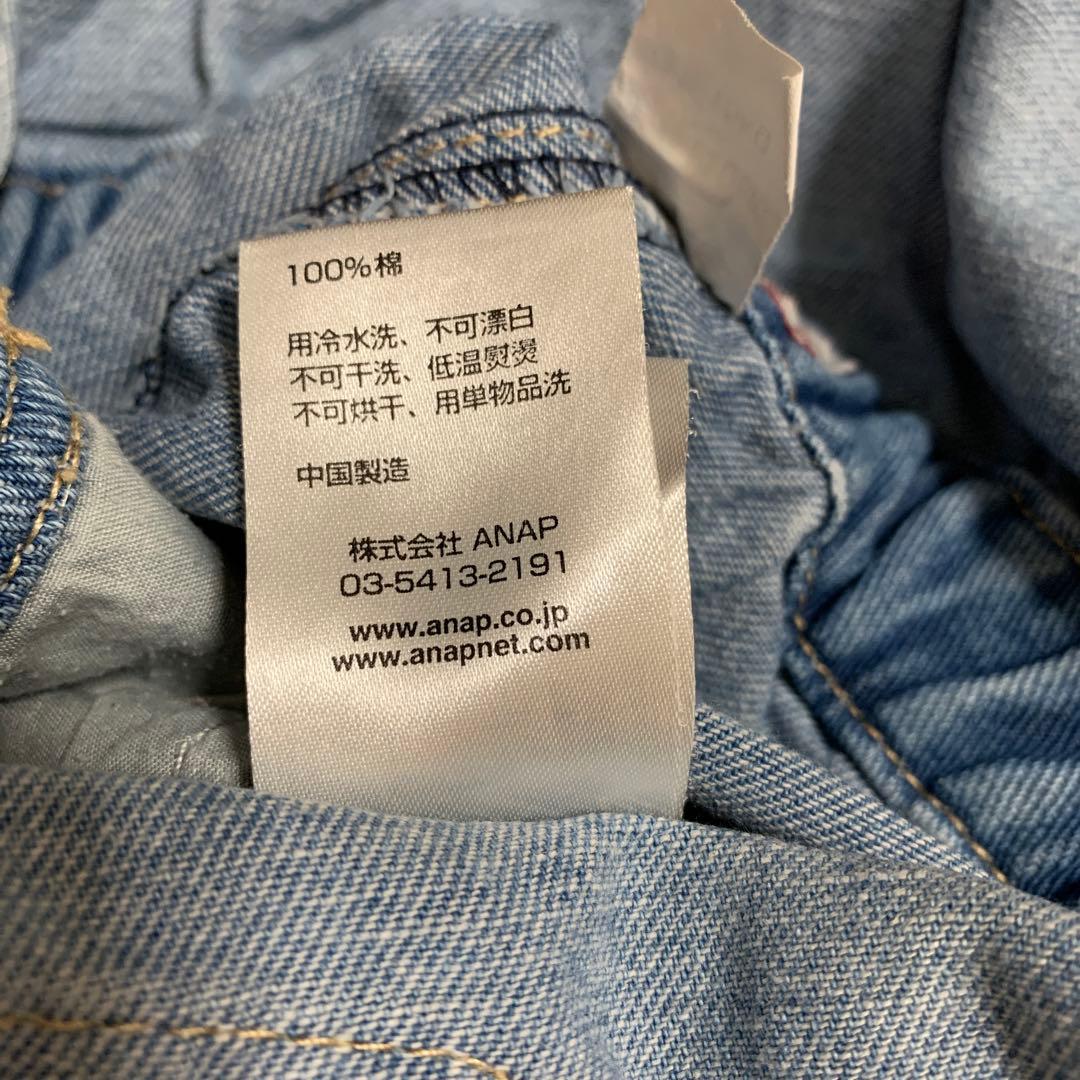 100%棉
用冷水洗、不可漂白
不可干洗、低温熨燙
不可烘干、用単物品洗
中国製造
株式会社 ANAP
03-5413-2191
www.anap.co.jp
www.anapnet.com